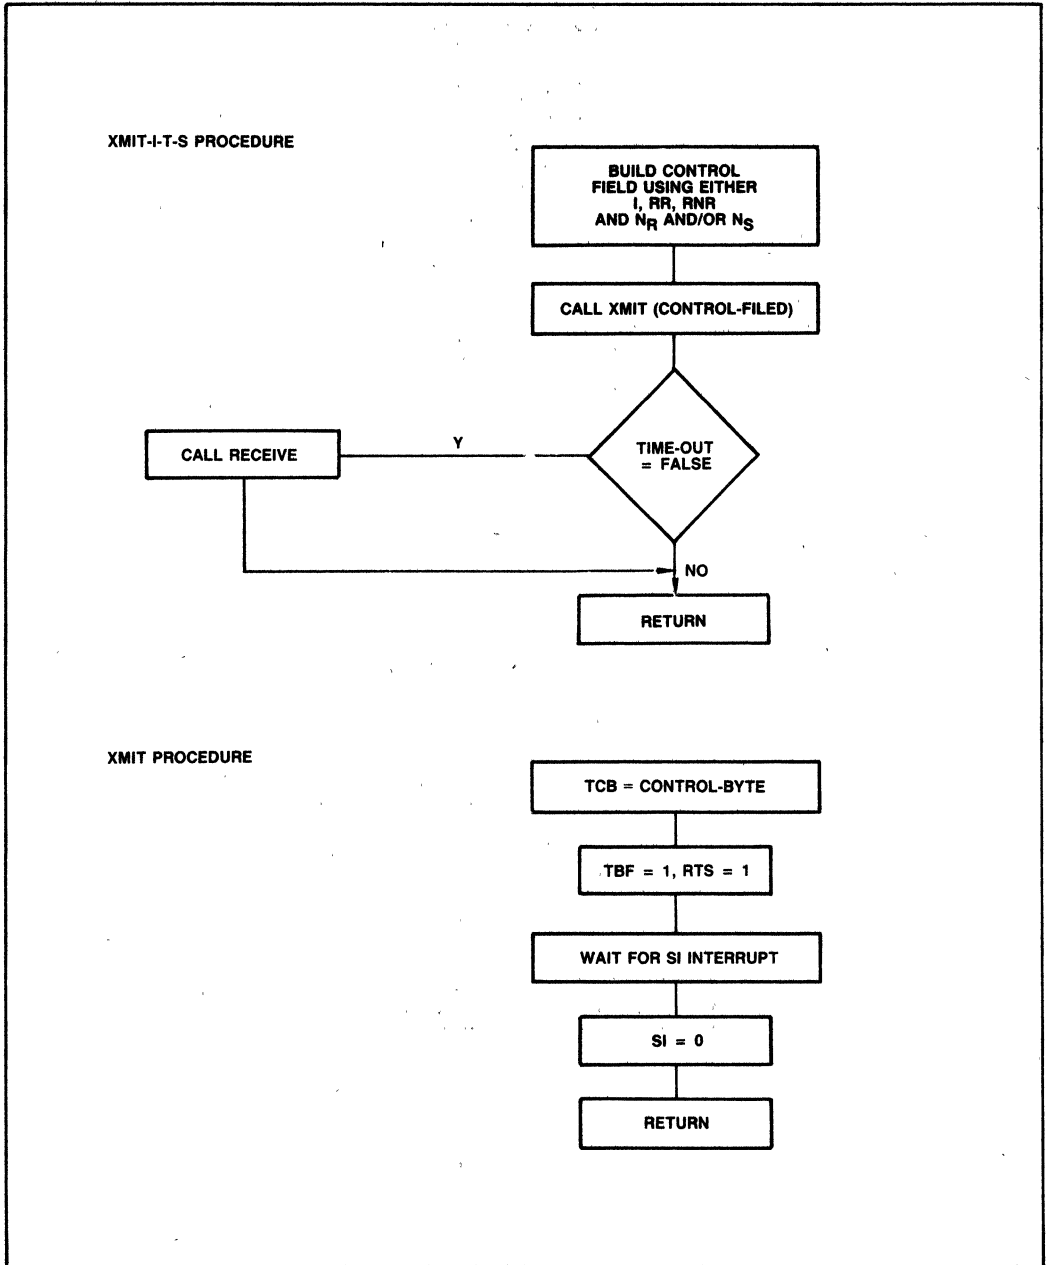 XMIT-I-T-S PROCEDURE
BUILD CONTROL
FIELD USING EITHER
I, RR, RNR
AND NR AND/OR NS
CALL XMIT (CONTROL-FILED)
TIME-OUT
= FALSE
Y
CALL RECEIVE
NO
RETURN
XMIT PROCEDURE
TCB = CONTROL-BYTE
TBF = 1, RTS = 1
WAIT FOR SI INTERRUPT
SI = 0
RETURN